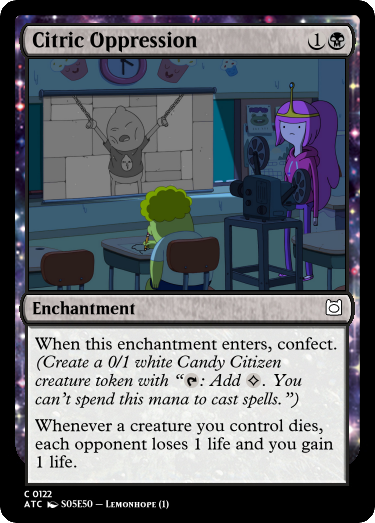 Citric Oppression 1
Enchantment
When this enchantment enters, confect.
(Create a 0/1 white Candy Citizen
creature token with “: Add . You
can’t spend this mana to cast spells.”)
Whenever a creature you control dies,
each opponent loses 1 life and you gain
1 life.
C 0122
ATC S05E50 – Lemonhope (1)